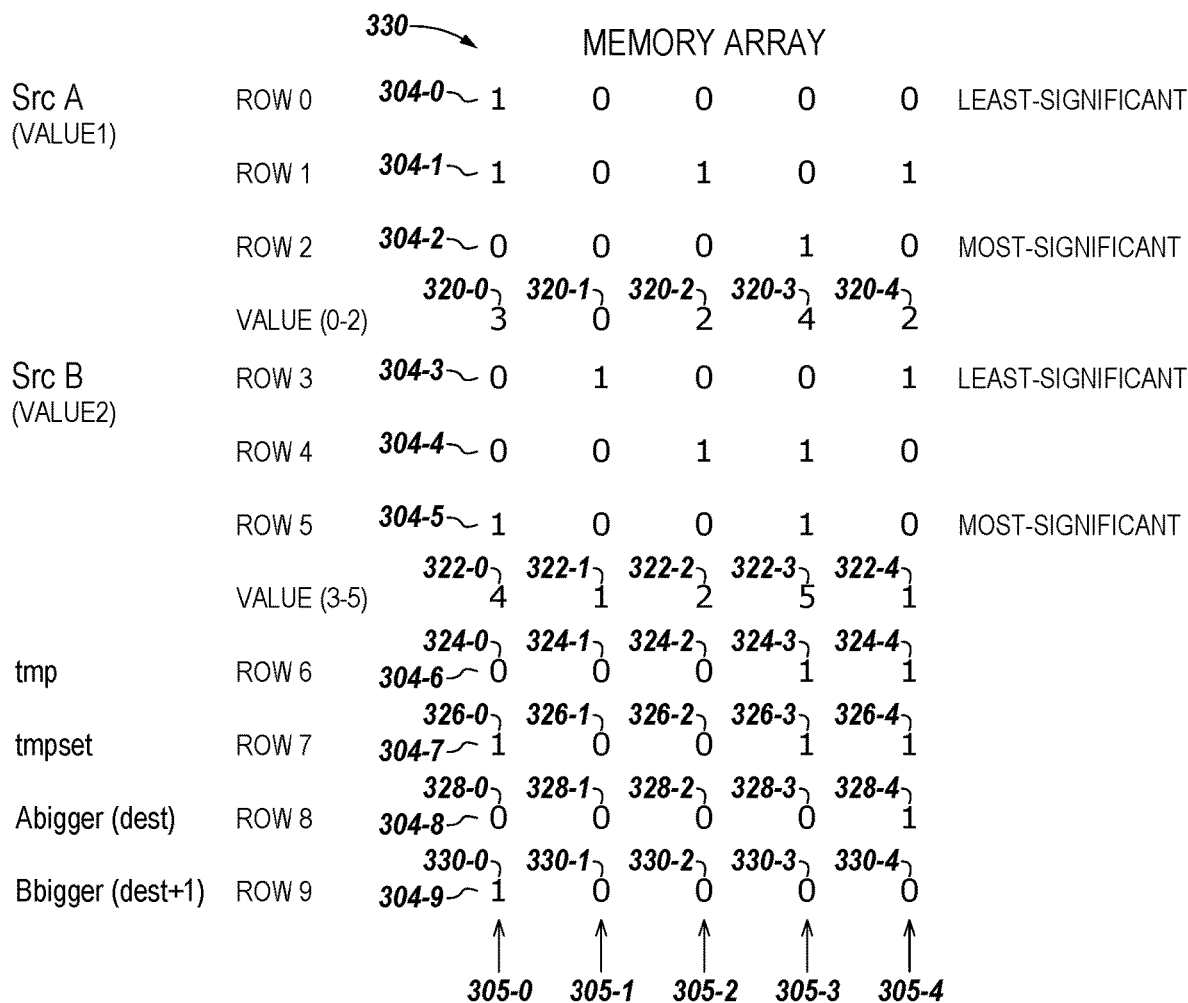 330 MEMORY ARRAY
Src A ROW 0 304-0 1 0 0 0 0 LEAST-SIGNIFICANT
(VALUE1)
ROW 1 304-1 1 0 1 0 1
ROW 2 304-2 0 0 0 1 0 MOST-SIGNIFICANT
320-0 320-1 320-2 320-3 320-4
VALUE (0-2) 3 0 2 4 2
Src B ROW 3 304-3 0 1 0 0 1 LEAST-SIGNIFICANT
(VALUE2)
ROW 4 304-4 0 0 1 1 0
ROW 5 304-5 1 0 0 1 0 MOST-SIGNIFICANT
322-0 322-1 322-2 322-3 322-4
VALUE (3-5) 4 1 2 5 1
324-0 324-1 324-2 324-3 324-4
tmp ROW 6 304-6 0 0 0 1 1
326-0 326-1 326-2 326-3 326-4
tmpset ROW 7 304-7 1 0 0 1 1
328-0 328-1 328-2 328-3 328-4
Abigger (dest) ROW 8 304-8 0 0 0 0 1
330-0 330-1 330-2 330-3 330-4
Bbigger (dest+1) ROW 9 304-9 1 0 0 0 0
305-0 305-1 305-2 305-3 305-4